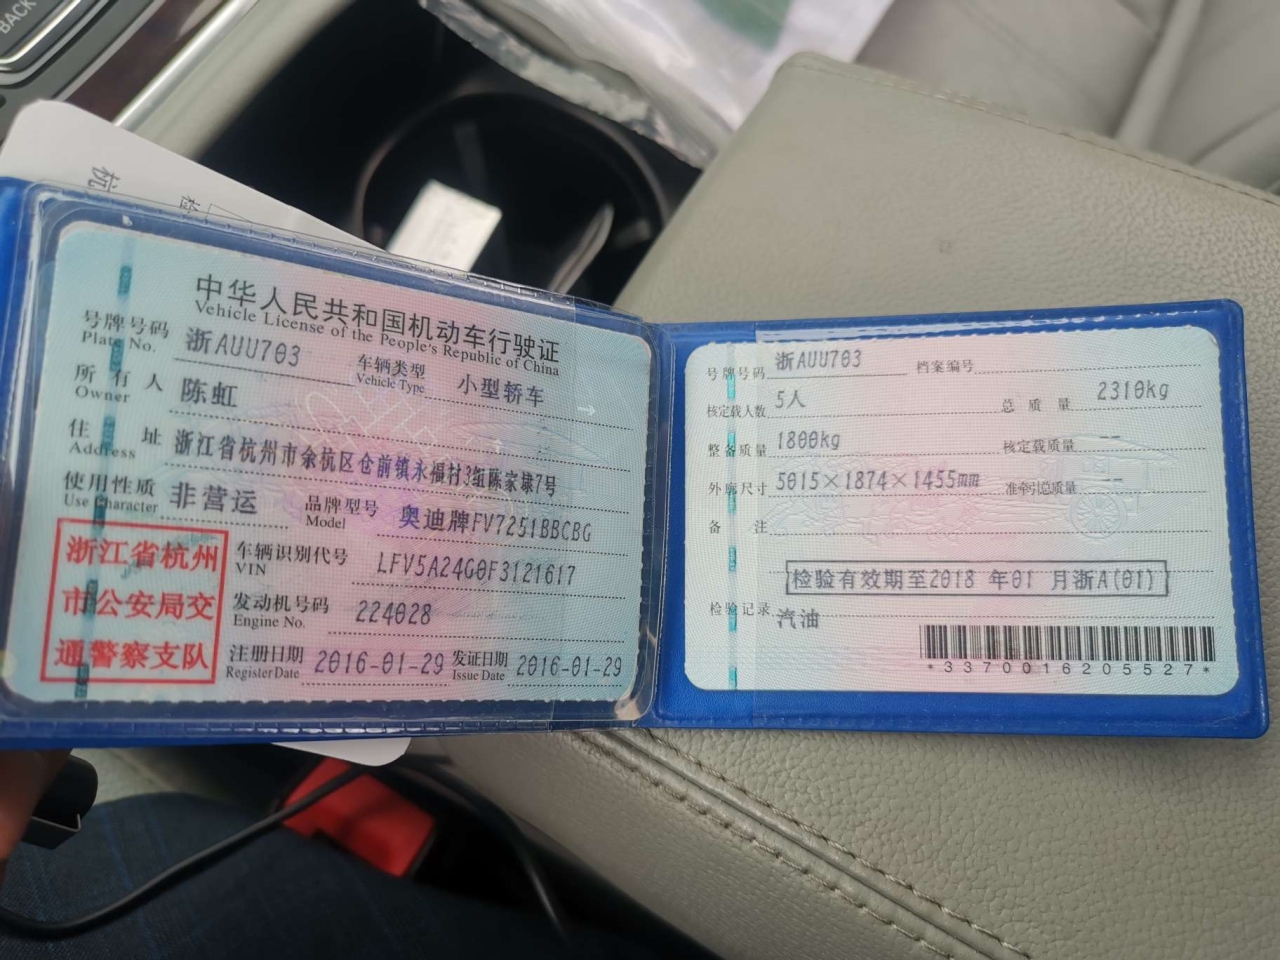 BACK
杭
检
中华人民共和国机动车行驶证
Vehicle License of the People's Republic of China
号牌号码 浙AUU703 车辆类型 小型轿车
Plate No. Vehicle Type
所有人 陈虹
Owner
住址 浙江省杭州市余杭区仓前镇永福村3组陈家埭7号
Address
使用性质 非营运 品牌型号 奥迪牌FV7251BBCBG
Use Character Model
浙江省杭州
市公安局交
通警察支队
车辆识别代号 LFV5A24G0F3121617
VIN
发动机号码 224028
Engine No.
注册日期 2016-01-29 发证日期 2016-01-29
Register Date Issue Date
号牌号码 浙AUU703 档案编号
核定载人数 5人 总质量 2310kg
整备质量 1800kg 核定载质量 --
外廓尺寸 5015×1874×1455mm 准牵引总质量 --
备注
检验有效期至2018 年01 月浙A(01)
检验记录 汽油
*3370016205527*